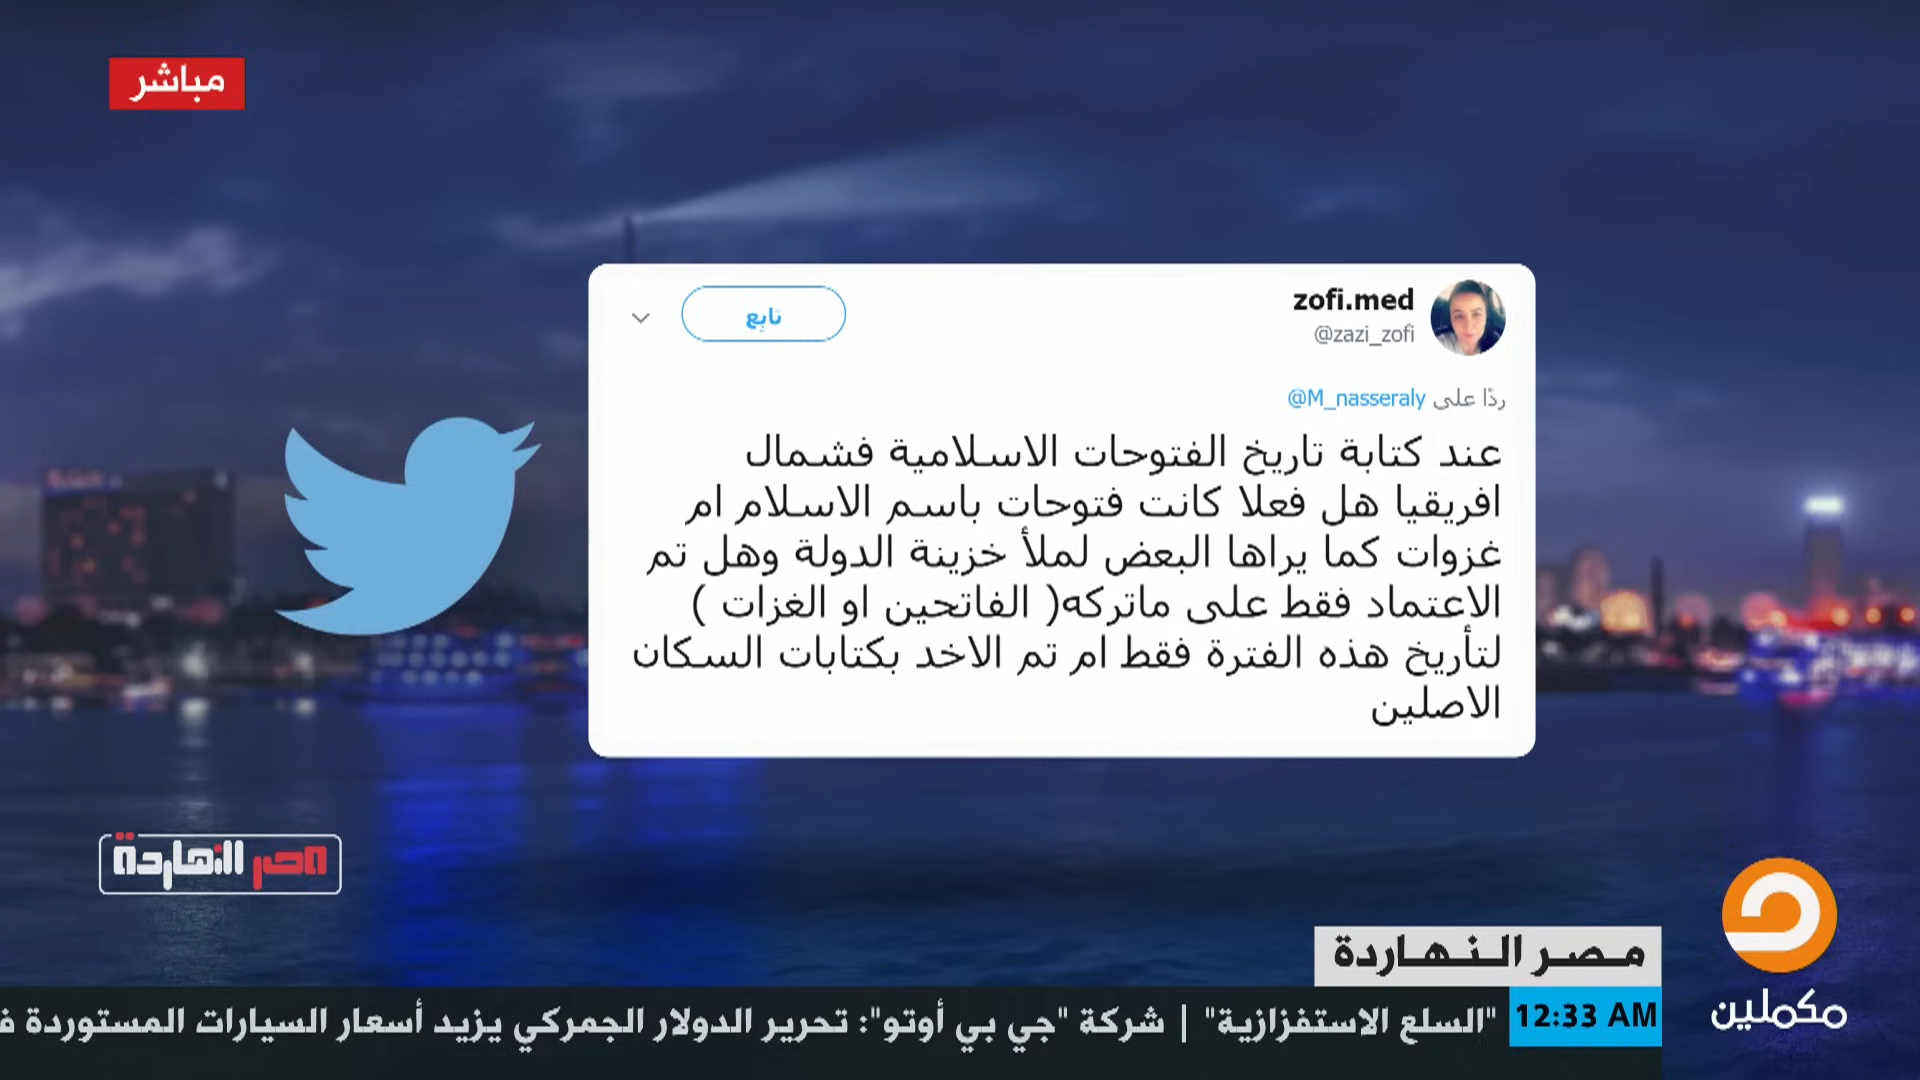 مباشر
zofi.med
@zazi_zofi
تابع
ردًا على @M_nasseraly
عند كتابة تاريخ الفتوحات الاسلامية فشمال
افريقيا هل فعلا كانت فتوحات باسم الاسلام ام
غزوات كما يراها البعض لملأ خزينة الدولة وهل تم
الاعتماد فقط على ماتركه( الفاتحين او الغزات )
لتأريخ هذه الفترة فقط ام تم الاخد بكتابات السكان
الاصلين
مصر النهاردة
مصر النهاردة
مكملين
12:33 AM
"السلع الاستفزازية" | شركة "جي بي أوتو": تحرير الدولار الجمركي يزيد أسعار السيارات المستوردة